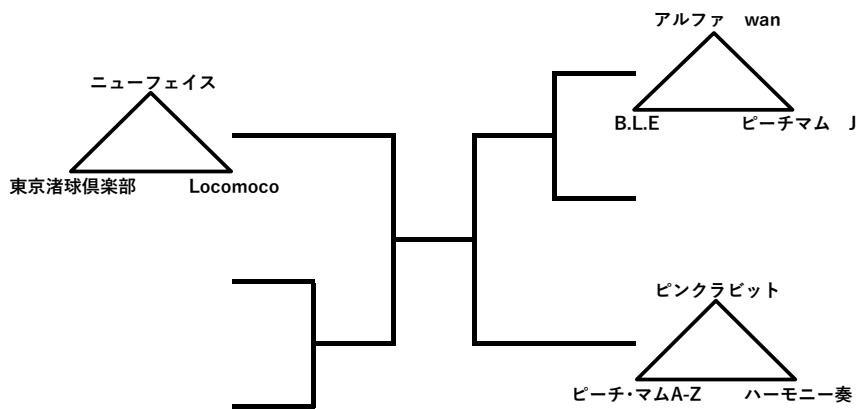 アルファ　wan
ニューフェイス
B.L.E
ピーチマム　J
東京渚球倶楽部
Locomoco
ピンクラビット
ピーチ・マムA-Z
ハーモニー奏